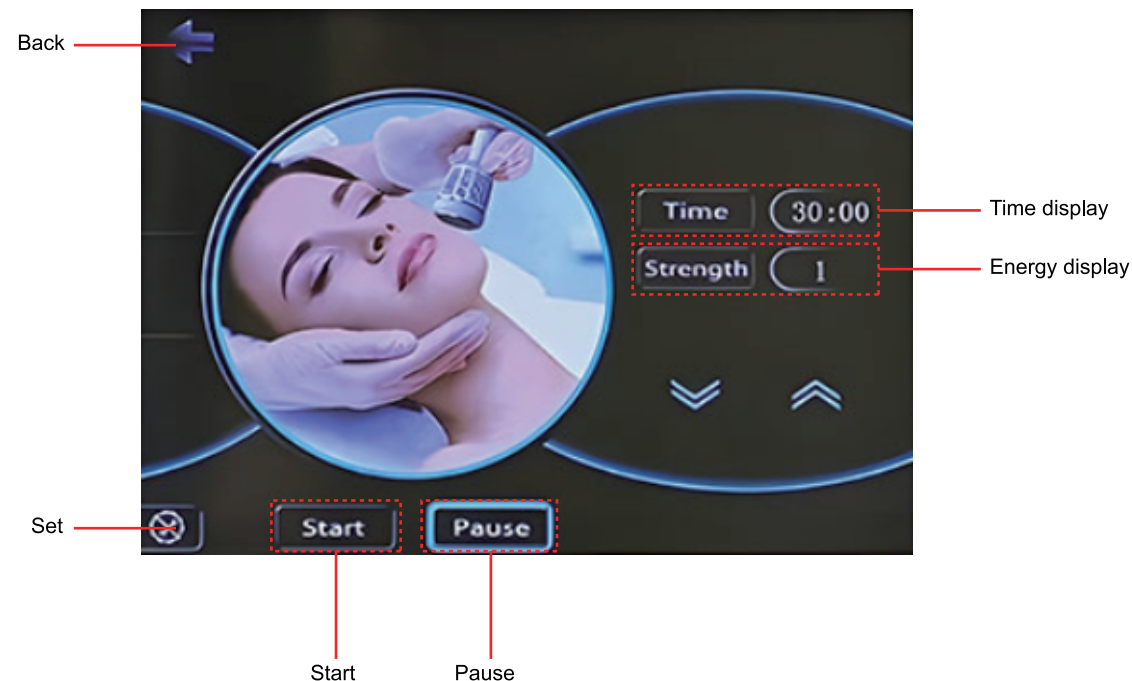 Back
Time 30:00
Time display
Strength 1
Energy display
Set
Start
Pause
Start
Pause